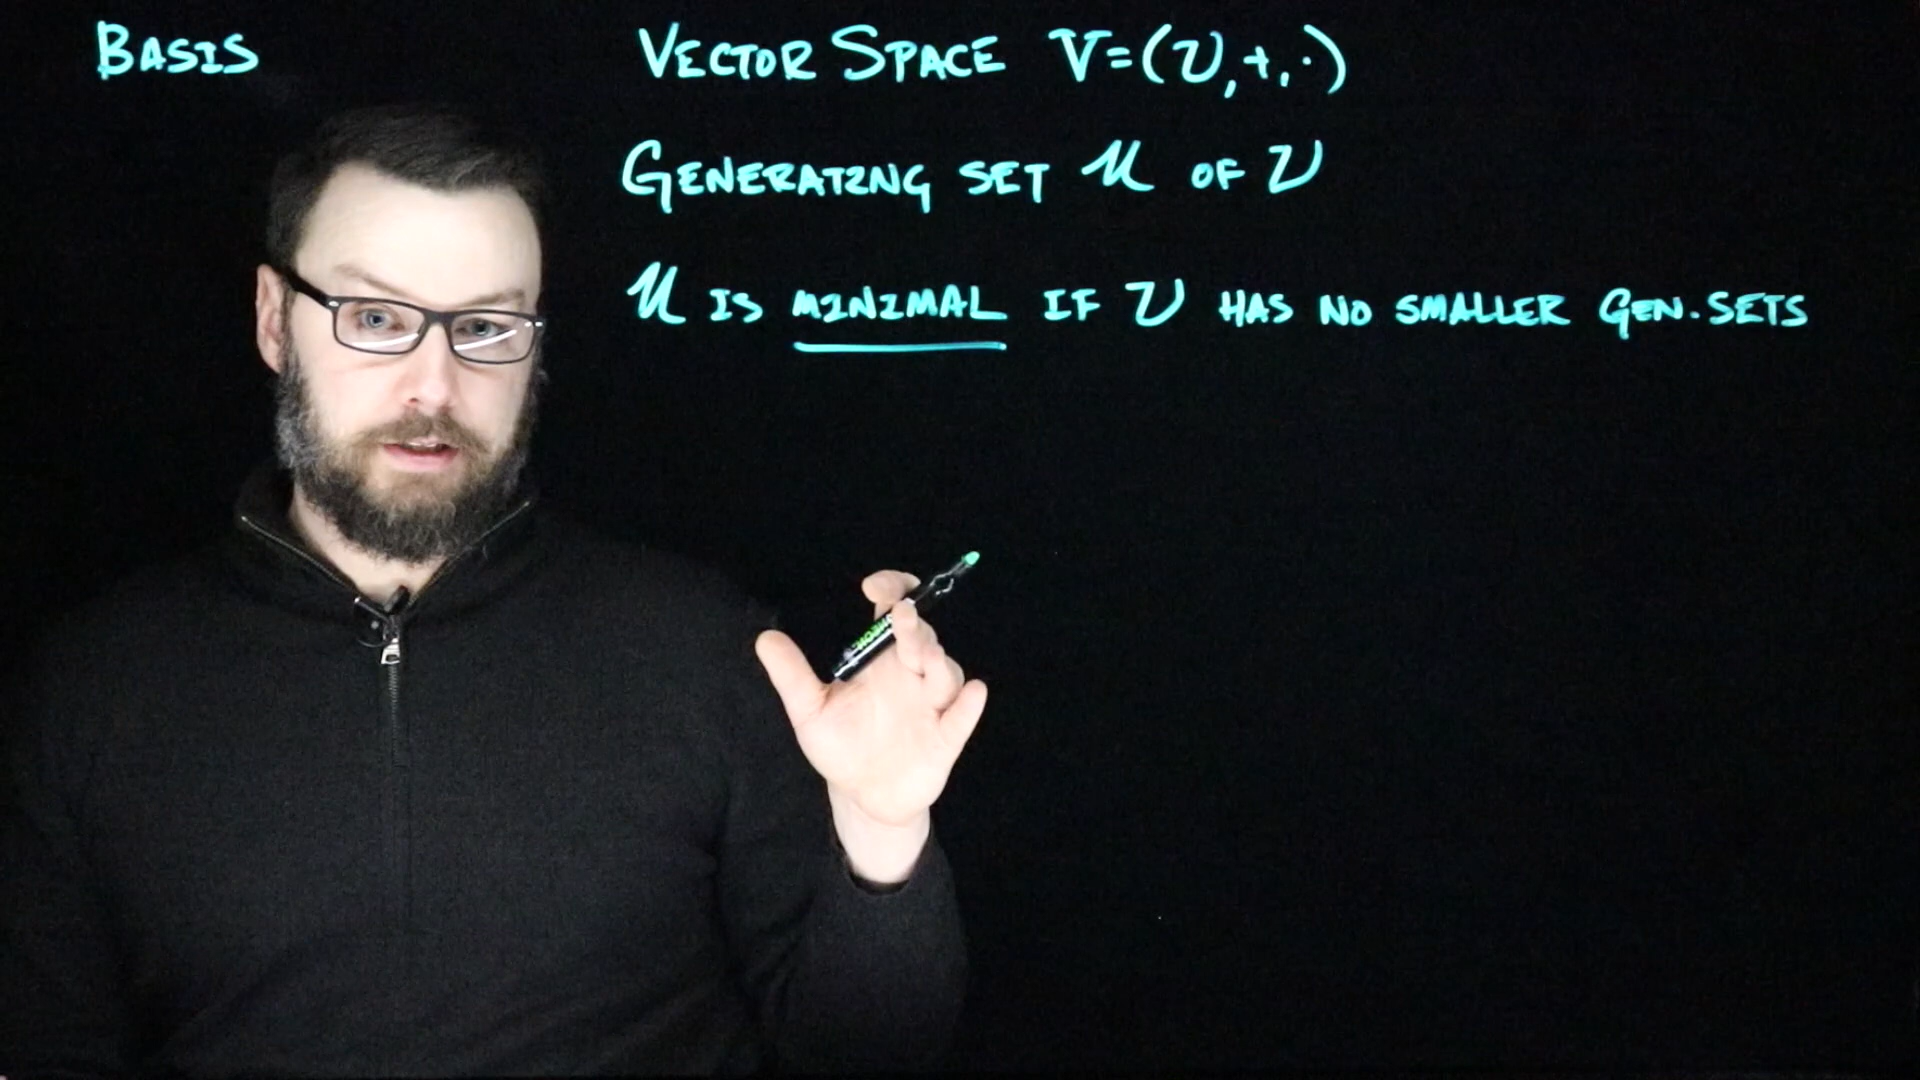 BASIS
VECTOR SPACE V=(𝒱,+,·)
GENERATING SET 𝒰 OF 𝒱
𝒰 IS MINIMAL IF 𝒱 HAS NO SMALLER GEN. SETS